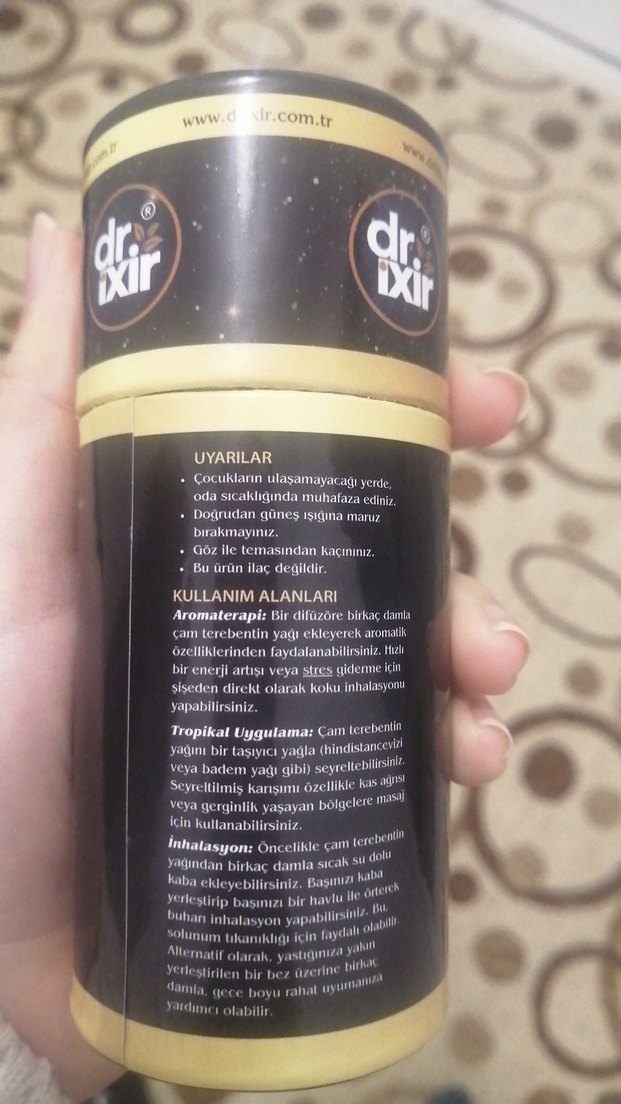 www.drixir.com.tr
dr.
ixir
®
dr.
ixir
®
UYARILAR
• Çocukların ulaşamayacağı yerde,
oda sıcaklığında muhafaza ediniz.
• Doğrudan güneş ışığına maruz
bırakmayınız.
• Göz ile temasından kaçınınız.
• Bu ürün ilaç değildir.
KULLANIM ALANLARI
Aromaterapi: Bir difüzöre birkaç damla
çam terebentin yağı ekleyerek aromatik
özelliklerinden faydalanabilirsiniz. Hızlı
bir enerji artışı veya stres giderme için
şişeden direkt olarak koku inhalasyonu
yapabilirsiniz.
Tropikal Uygulama: Çam terebentin
yağını bir taşıyıcı yağla (hindistancevizi
veya badem yağı gibi) seyreltebilirsiniz.
Seyreltilmiş karışımı özellikle kas ağrısı
veya gerginlik yaşayan bölgelere masaj
için kullanabilirsiniz.
İnhalasyon: Öncelikle çam terebentin
yağından birkaç damla sıcak su dolu
kaba ekleyebilirsiniz. Başınızı kaba
yerleştirip başınızı bir havlu ile örterek
buharı inhalasyon yapabilirsiniz. Bu,
solunum tıkanıklığı için faydalı olabilir.
Alternatif olarak, yastığınıza yakın
yerleştirilen bir bez üzerine birkaç
damla, gece boyu rahat uyumanıza
yardımcı olabilir.